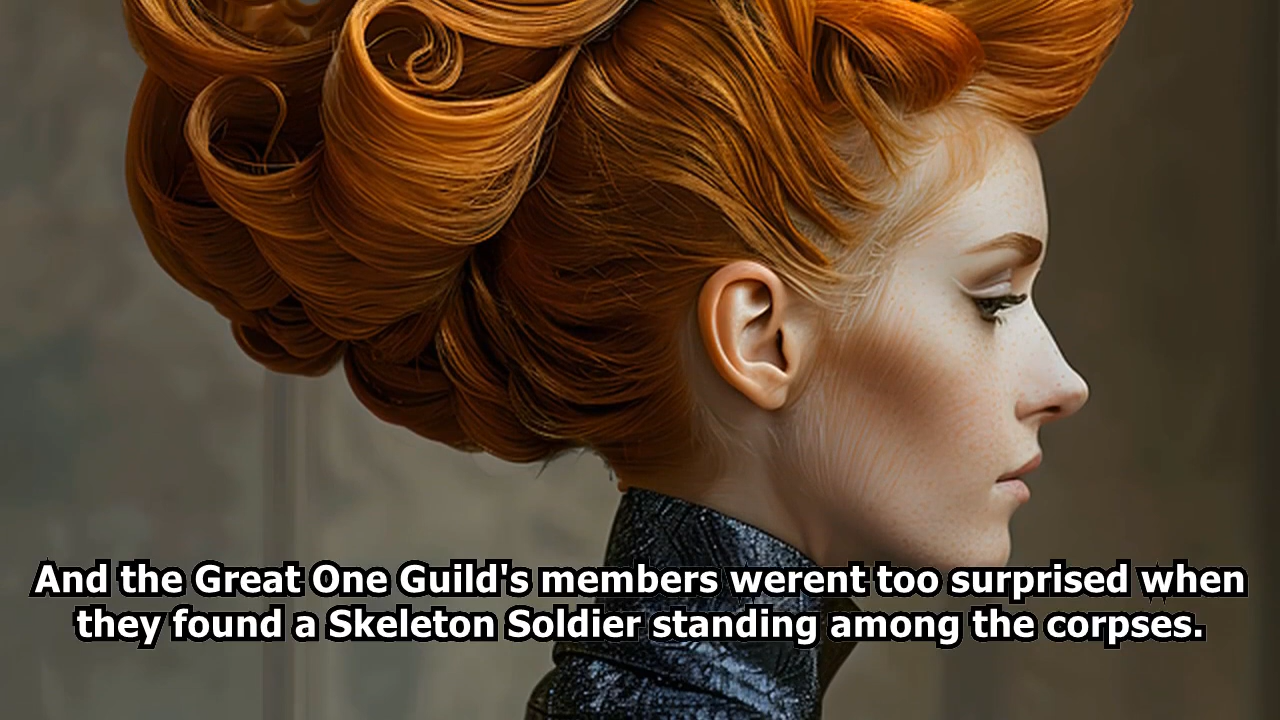 And the Great One Guild's members werent too surprised when
they found a Skeleton Soldier standing among the corpses.